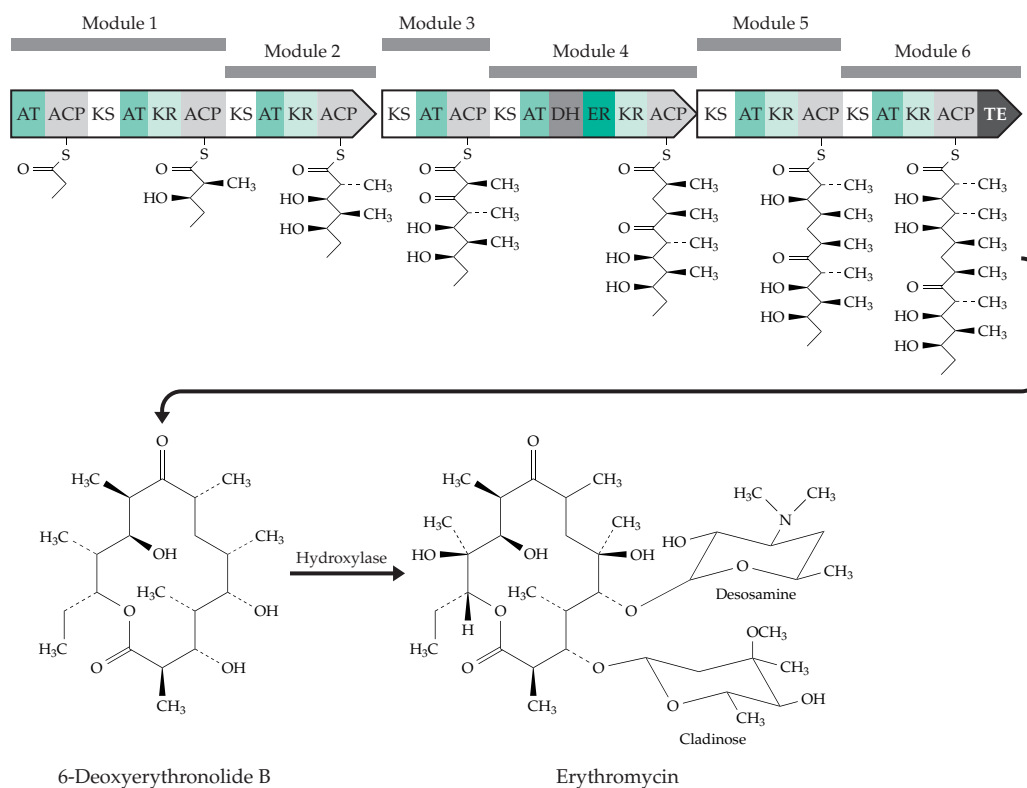 Module 1
Module 3
Module 5
Module 2
Module 4
Module 6
AT ACP KS AT KR ACP KS AT KR ACP
KS AT ACP KS AT DH ER KR ACP
KS AT KR ACP KS AT KR ACP TE
S
O
S
O
CH₃
HO
S
O
CH₃
HO
CH₃
HO
S
O
CH₃
O
CH₃
HO
CH₃
HO
S
O
CH₃
CH₃
O
CH₃
HO
CH₃
HO
S
O
CH₃
HO
CH₃
CH₃
O
CH₃
HO
CH₃
HO
S
O
CH₃
HO
CH₃
HO
CH₃
CH₃
O
CH₃
HO
CH₃
HO
O
H₃C
CH₃
H₃C
OH
CH₃
H₃C
O
OH
H₃C
O
OH
CH₃
6-Deoxyerythronolide B
Hydroxylase
O
H₃C
CH₃
H₃C
HO
OH
CH₃
OH
H₃C
O
O
H
H₃C
O
O
CH₃
H₃C
CH₃
N
HO
O
O
CH₃
Desosamine
OCH₃
CH₃
O
OH
CH₃
Cladinose
Erythromycin